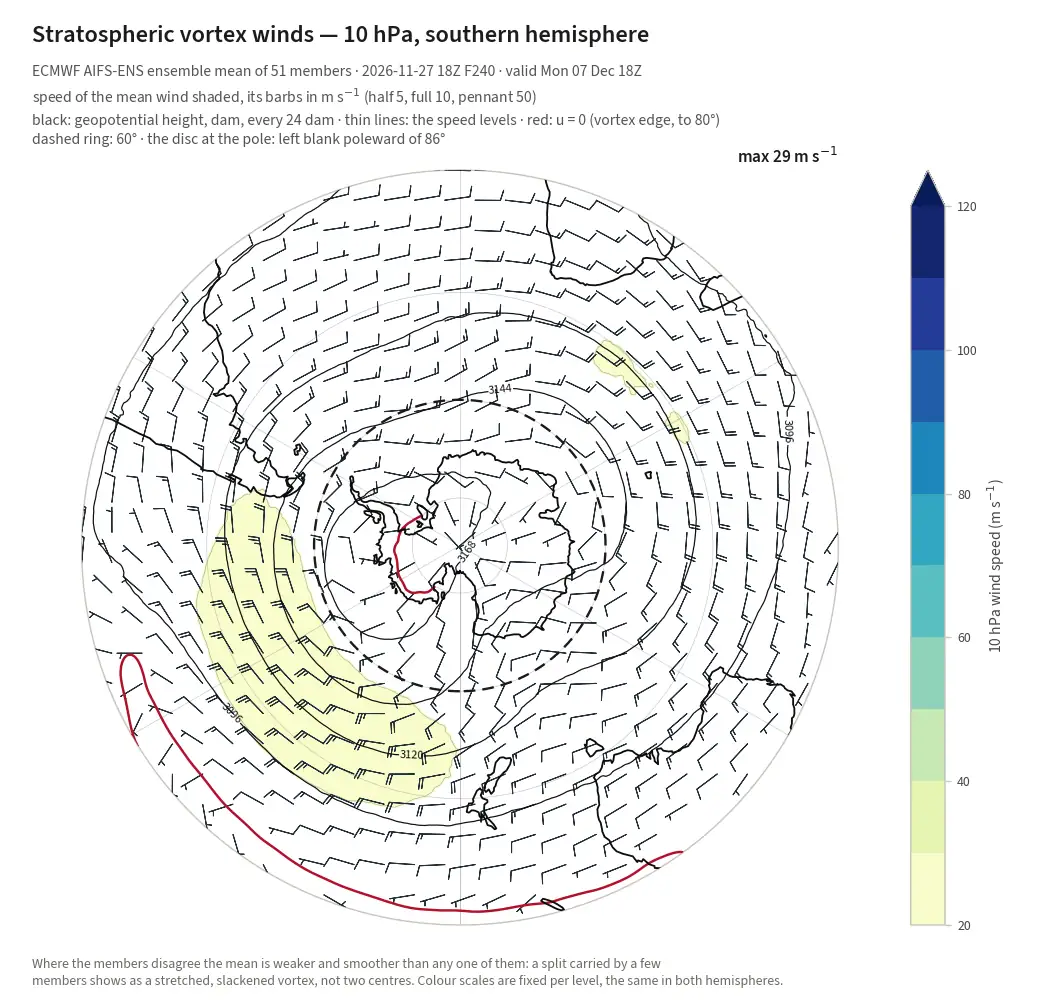 Stratospheric vortex winds — 10 hPa, southern hemisphere
ECMWF AIFS-ENS ensemble mean of 51 members · 2026-11-27 18Z F240 · valid Mon 07 Dec 18Z
speed of the mean wind shaded, its barbs in m s⁻¹ (half 5, full 10, pennant 50)
black: geopotential height, dam, every 24 dam · thin lines: the speed levels · red: u = 0 (vortex edge, to 80°)
dashed ring: 60° · the disc at the pole: left blank poleward of 86°
max 29 m s⁻¹
120
100
80
60
40
20
10 hPa wind speed (m s⁻¹)
3144
3096
3168
3096
3120
Where the members disagree the mean is weaker and smoother than any one of them: a split carried by a few
members shows as a stretched, slackened vortex, not two centres. Colour scales are fixed per level, the same in both hemispheres.